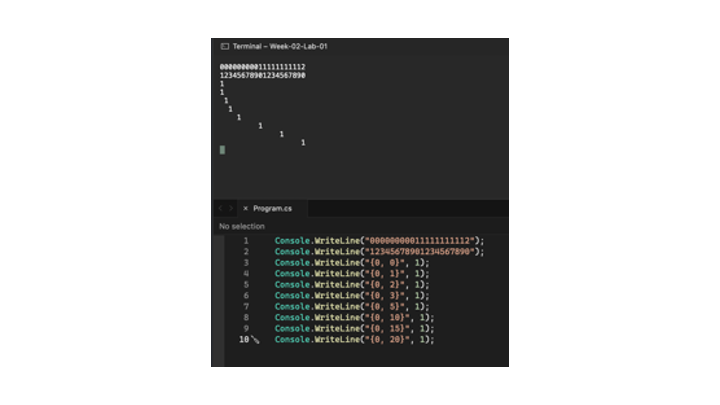 Terminal – Week-02-Lab-01
00000000011111111112
12345678901234567890
1
1
 1
  1
    1
         1
              1
                   1
Program.cs
No selection
1 Console.WriteLine("00000000011111111112");
2 Console.WriteLine("12345678901234567890");
3 Console.WriteLine("{0, 0}", 1);
4 Console.WriteLine("{0, 1}", 1);
5 Console.WriteLine("{0, 2}", 1);
6 Console.WriteLine("{0, 3}", 1);
7 Console.WriteLine("{0, 5}", 1);
8 Console.WriteLine("{0, 10}", 1);
9 Console.WriteLine("{0, 15}", 1);
10 Console.WriteLine("{0, 20}", 1);